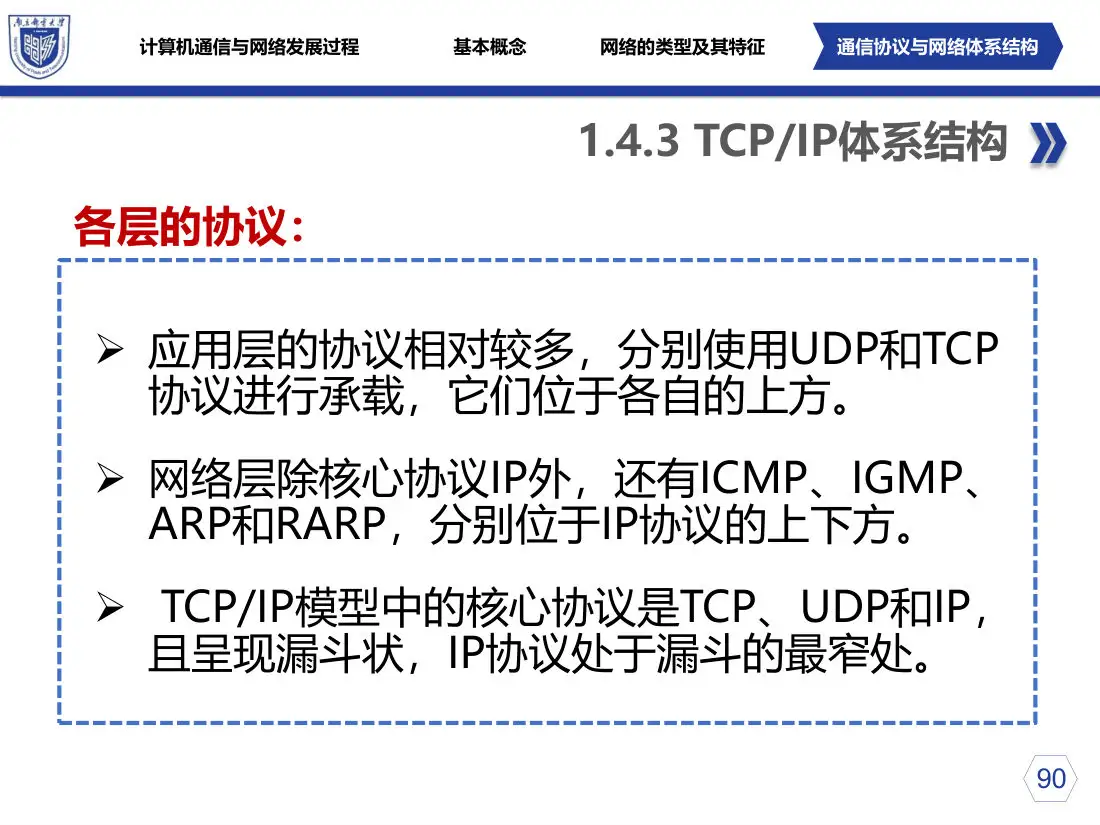 南京邮电大学
计算机通信与网络发展过程
基本概念
网络的类型及其特征
通信协议与网络体系结构
1.4.3 TCP/IP体系结构
各层的协议：
➢ 应用层的协议相对较多，分别使用UDP和TCP
协议进行承载，它们位于各自的上方。
➢ 网络层除核心协议IP外，还有ICMP、IGMP、
ARP和RARP，分别位于IP协议的上下方。
➢ TCP/IP模型中的核心协议是TCP、UDP和IP，
且呈现漏斗状，IP协议处于漏斗的最窄处。
90